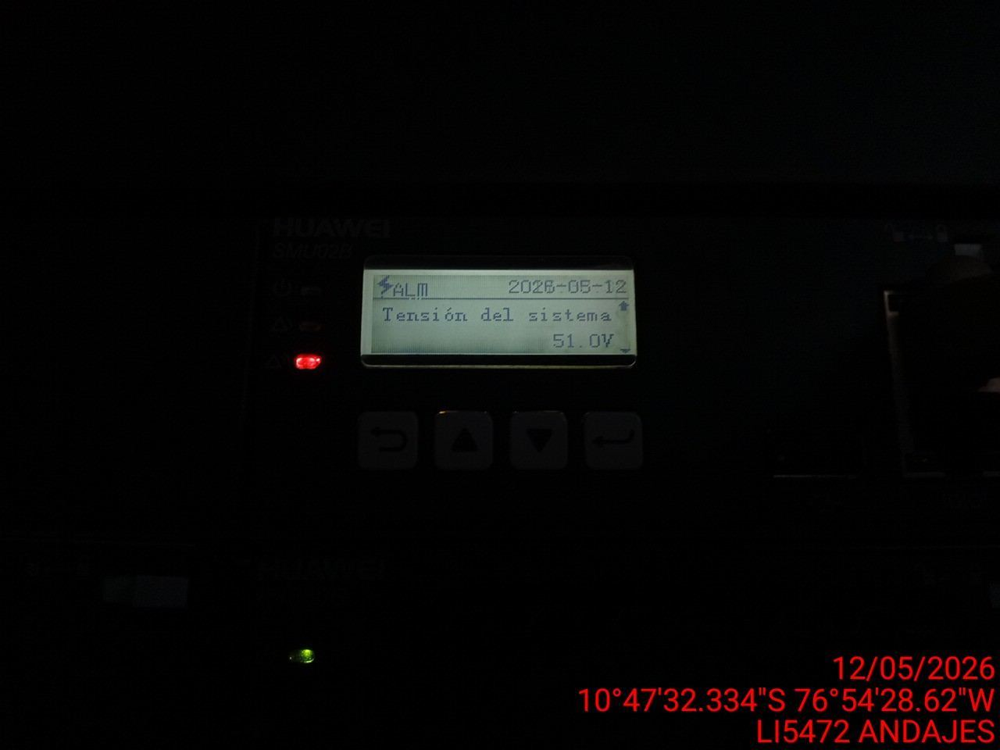 HUAWEI
SMU02B
ALM 2026-05-12
Tensión del sistema
51.0V
HUAWEI
12/05/2026
10°47'32.334"S 76°54'28.62"W
LI5472 ANDAJES